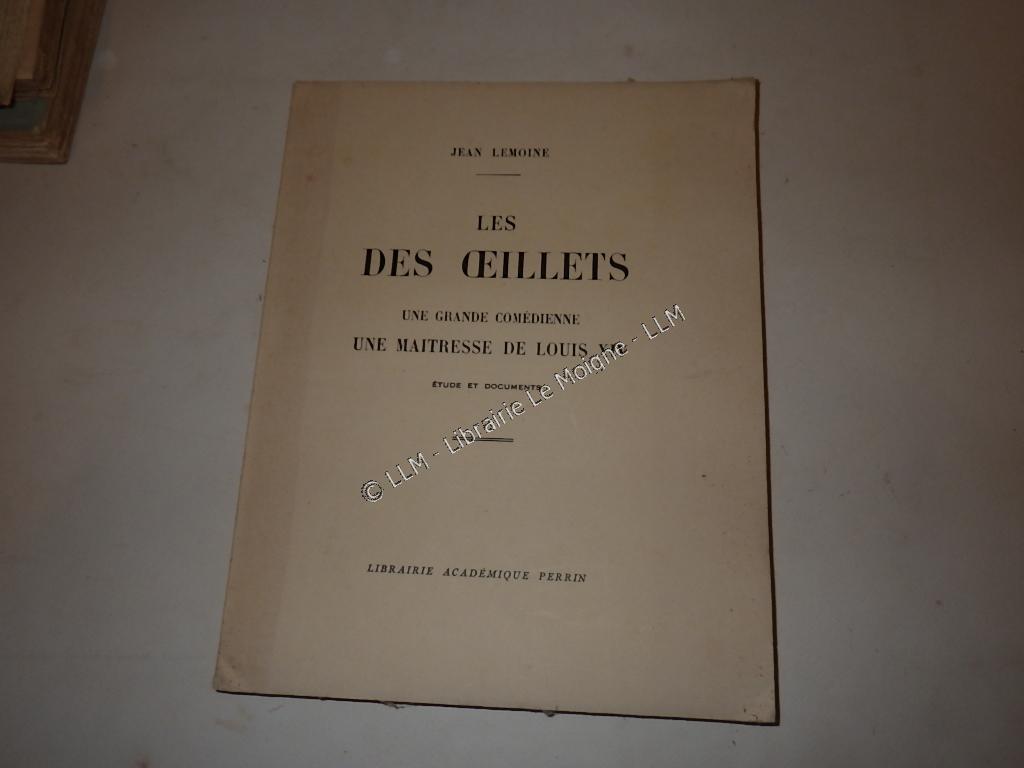 JEAN LEMOINE
LES
DES ŒILLETS
UNE GRANDE COMÉDIENNE
UNE MAITRESSE DE LOUIS
ÉTUDE ET DOCUMENTS
© LLM - Librairie Le Moigne - LLM
LIBRAIRIE ACADÉMIQUE PERRIN